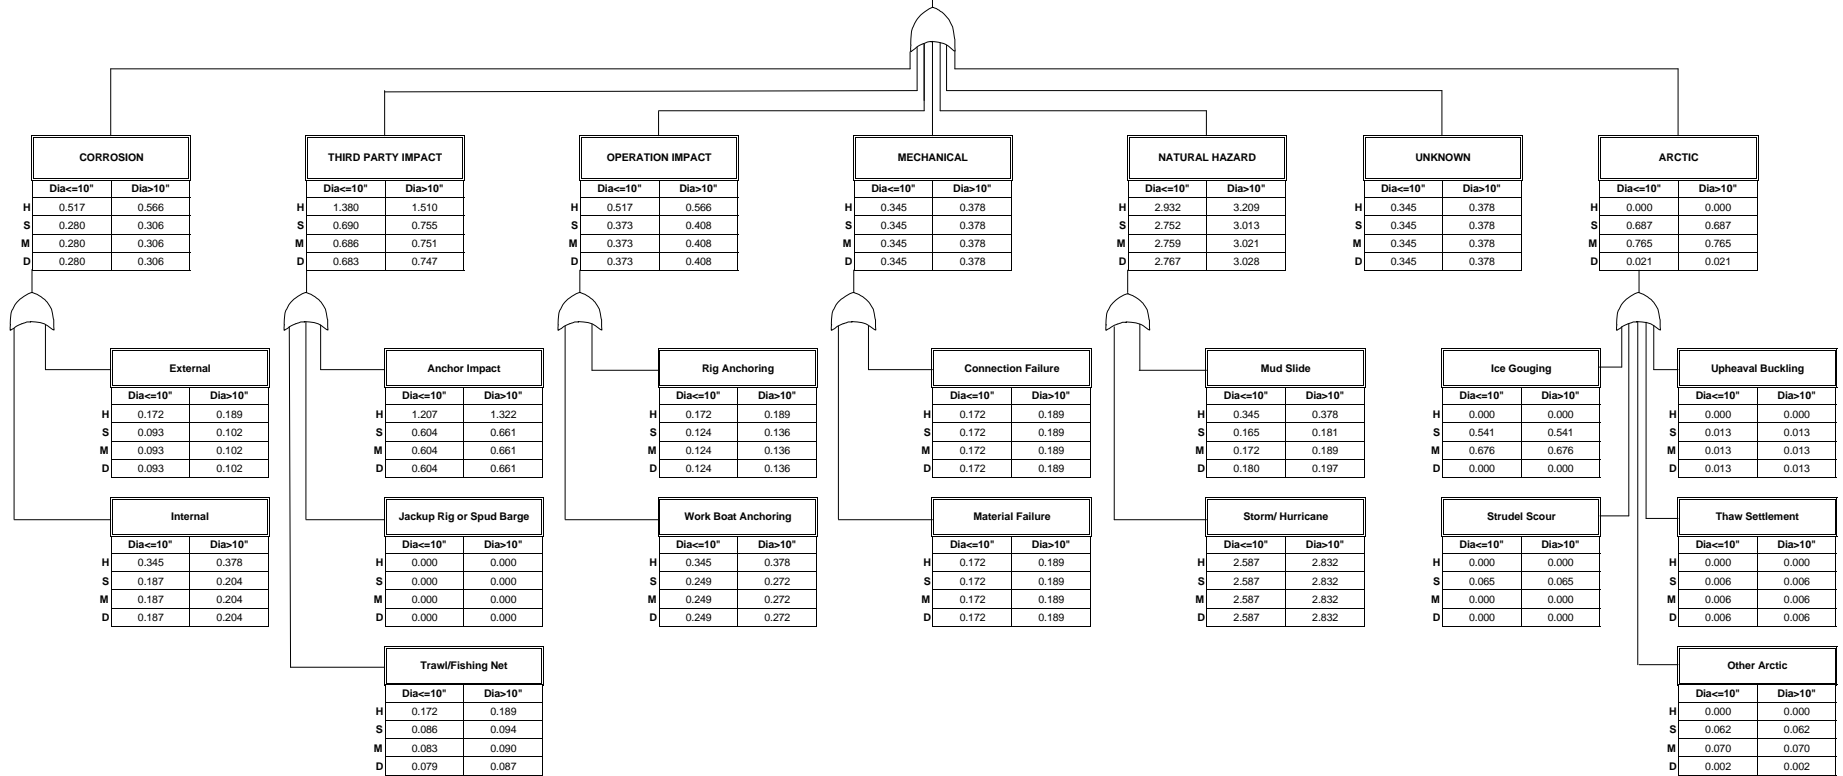 CORROSION
Dia<=10" Dia>10"
H 0.517 0.566
S 0.280 0.306
M 0.280 0.306
D 0.280 0.306
THIRD PARTY IMPACT
Dia<=10" Dia>10"
H 1.380 1.510
S 0.690 0.755
M 0.686 0.751
D 0.683 0.747
OPERATION IMPACT
Dia<=10" Dia>10"
H 0.517 0.566
S 0.373 0.408
M 0.373 0.408
D 0.373 0.408
MECHANICAL
Dia<=10" Dia>10"
H 0.345 0.378
S 0.345 0.378
M 0.345 0.378
D 0.345 0.378
NATURAL HAZARD
Dia<=10" Dia>10"
H 2.932 3.209
S 2.752 3.013
M 2.759 3.021
D 2.767 3.028
UNKNOWN
Dia<=10" Dia>10"
H 0.345 0.378
S 0.345 0.378
M 0.345 0.378
D 0.345 0.378
ARCTIC
Dia<=10" Dia>10"
H 0.000 0.000
S 0.687 0.687
M 0.765 0.765
D 0.021 0.021
External
Dia<=10" Dia>10"
H 0.172 0.189
S 0.093 0.102
M 0.093 0.102
D 0.093 0.102
Anchor Impact
Dia<=10" Dia>10"
H 1.207 1.322
S 0.604 0.661
M 0.604 0.661
D 0.604 0.661
Rig Anchoring
Dia<=10" Dia>10"
H 0.172 0.189
S 0.124 0.136
M 0.124 0.136
D 0.124 0.136
Connection Failure
Dia<=10" Dia>10"
H 0.172 0.189
S 0.172 0.189
M 0.172 0.189
D 0.172 0.189
Mud Slide
Dia<=10" Dia>10"
H 0.345 0.378
S 0.165 0.181
M 0.172 0.189
D 0.180 0.197
Ice Gouging
Dia<=10" Dia>10"
H 0.000 0.000
S 0.541 0.541
M 0.676 0.676
D 0.000 0.000
Upheaval Buckling
Dia<=10" Dia>10"
H 0.000 0.000
S 0.013 0.013
M 0.013 0.013
D 0.013 0.013
Internal
Dia<=10" Dia>10"
H 0.345 0.378
S 0.187 0.204
M 0.187 0.204
D 0.187 0.204
Jackup Rig or Spud Barge
Dia<=10" Dia>10"
H 0.000 0.000
S 0.000 0.000
M 0.000 0.000
D 0.000 0.000
Work Boat Anchoring
Dia<=10" Dia>10"
H 0.345 0.378
S 0.249 0.272
M 0.249 0.272
D 0.249 0.272
Material Failure
Dia<=10" Dia>10"
H 0.172 0.189
S 0.172 0.189
M 0.172 0.189
D 0.172 0.189
Storm/ Hurricane
Dia<=10" Dia>10"
H 2.587 2.832
S 2.587 2.832
M 2.587 2.832
D 2.587 2.832
Strudel Scour
Dia<=10" Dia>10"
H 0.000 0.000
S 0.065 0.065
M 0.000 0.000
D 0.000 0.000
Thaw Settlement
Dia<=10" Dia>10"
H 0.000 0.000
S 0.006 0.006
M 0.006 0.006
D 0.006 0.006
Trawl/Fishing Net
Dia<=10" Dia>10"
H 0.172 0.189
S 0.086 0.094
M 0.083 0.090
D 0.079 0.087
Other Arctic
Dia<=10" Dia>10"
H 0.000 0.000
S 0.062 0.062
M 0.070 0.070
D 0.002 0.002